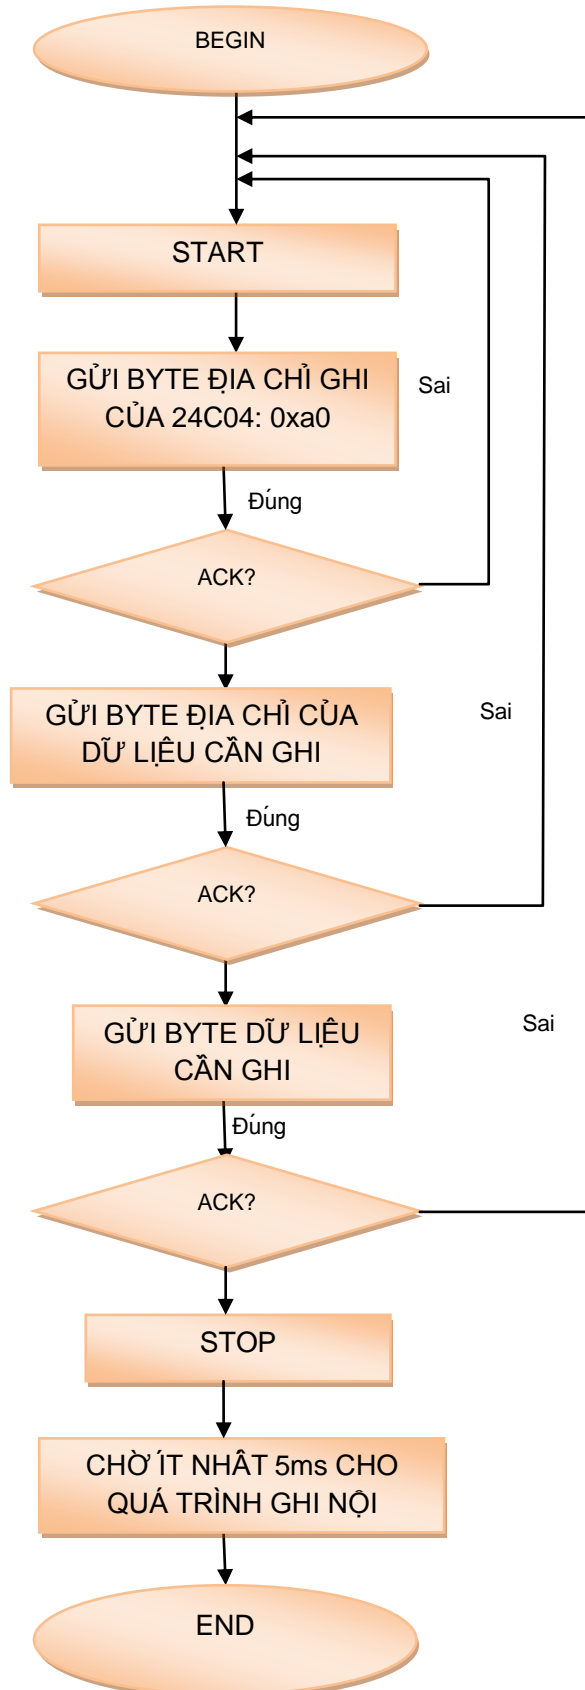 BEGIN
START
GỬI BYTE ĐỊA CHỈ GHI
CỦA 24C04: 0xa0
Sai
Đúng
ACK?
GỬI BYTE ĐỊA CHỈ CỦA
DỮ LIỆU CẦN GHI
Sai
Đúng
ACK?
GỬI BYTE DỮ LIỆU
CẦN GHI
Sai
Đúng
ACK?
STOP
CHỜ ÍT NHẤT 5ms CHO
QUÁ TRÌNH GHI NỘI
END